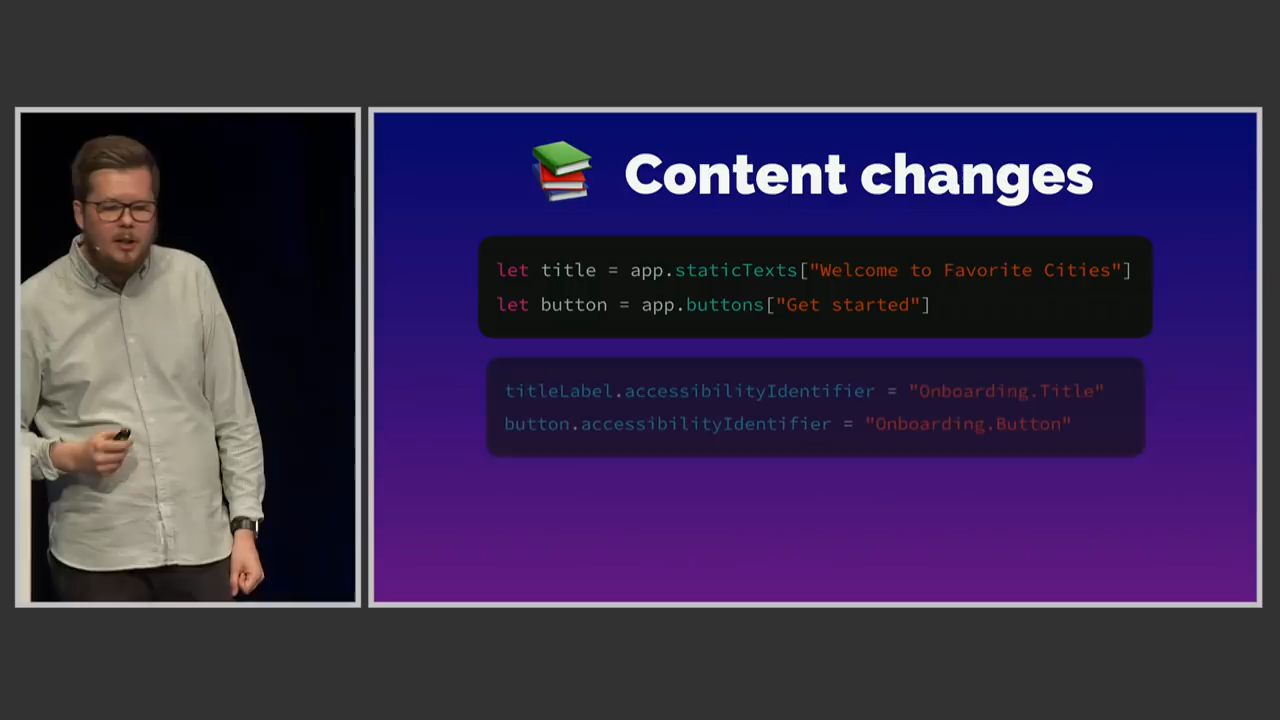 Content changes
let title = app.staticTexts["Welcome to Favorite Cities"]
let button = app.buttons["Get started"]
titleLabel.accessibilityIdentifier = "Onboarding.Title"
button.accessibilityIdentifier = "Onboarding.Button"